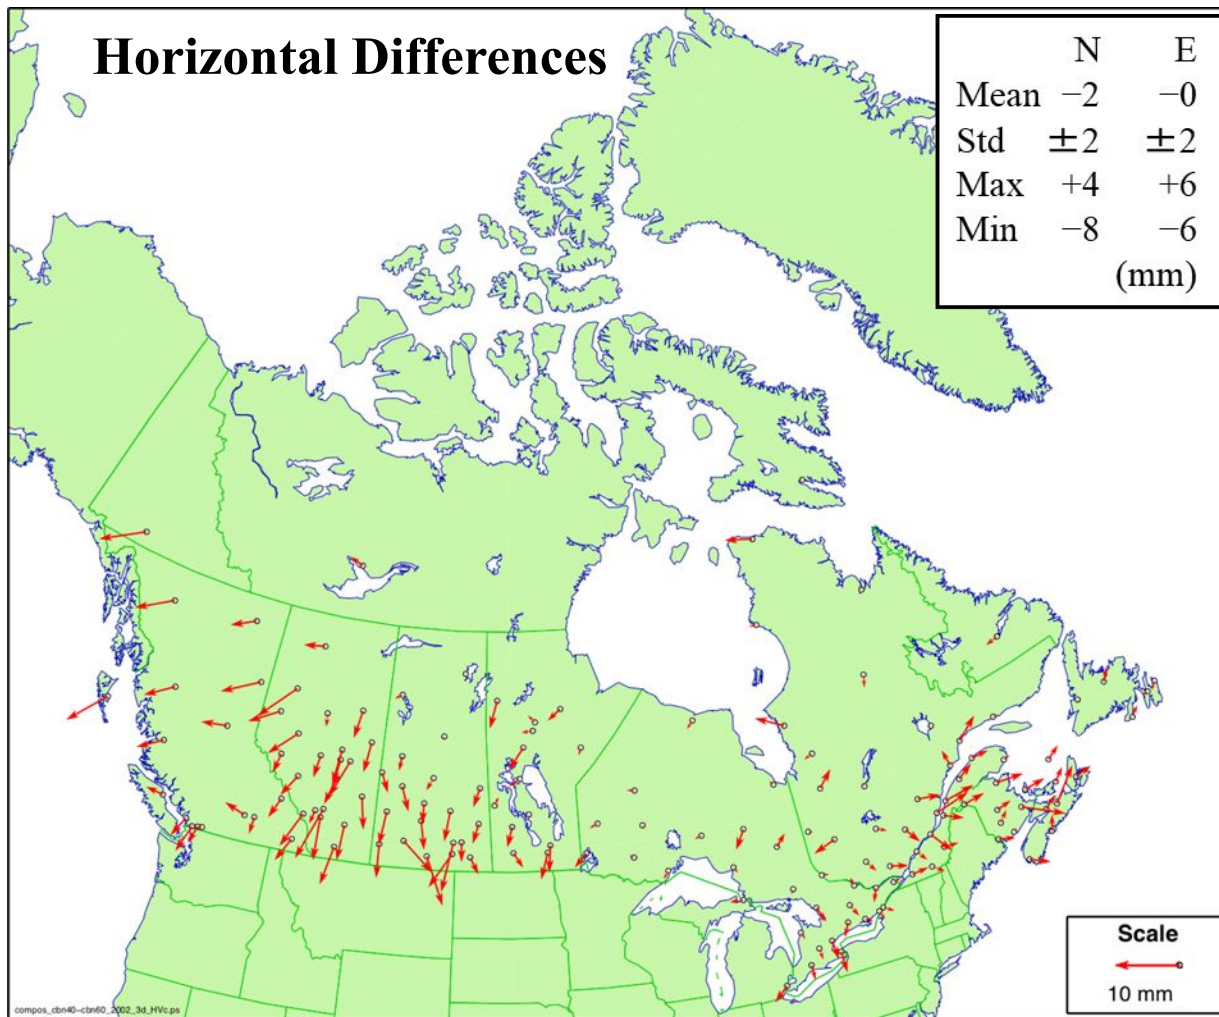 Horizontal Differences
N E
Mean −2 −0
Std ±2 ±2
Max +4 +6
Min −8 −6
(mm)
Scale
10 mm
compos_cbn40-cbn60_2002_3d_HVc.ps